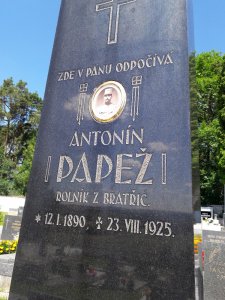 ZDE V PÁNU ODPOČÍVÁ
ANTONÍN
PAPEŽ
ROLNÍK Z BRATŘIC.
* 12. I. 1890 ✝ 23. VIII. 1925.